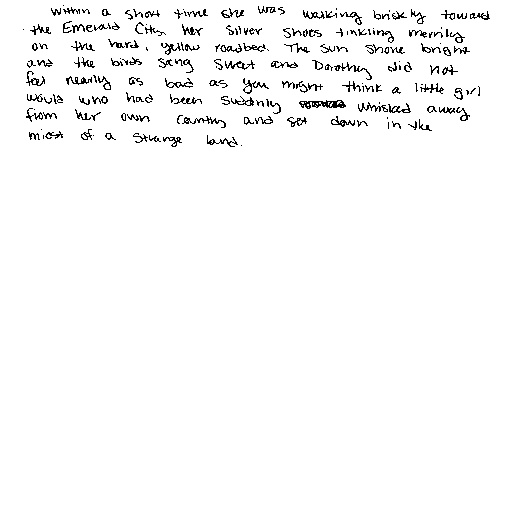 Within a short time she was walking briskly toward
the Emerald City, her Silver Shoes tinkling merrily
on the hard, yellow roadbed. The sun shone bright
and the birds sang sweet and Dorothy did not
feel nearly as bad as you might think a little girl
would who had been suddenly whisked away
from her own country and set down in the
midst of a strange land.